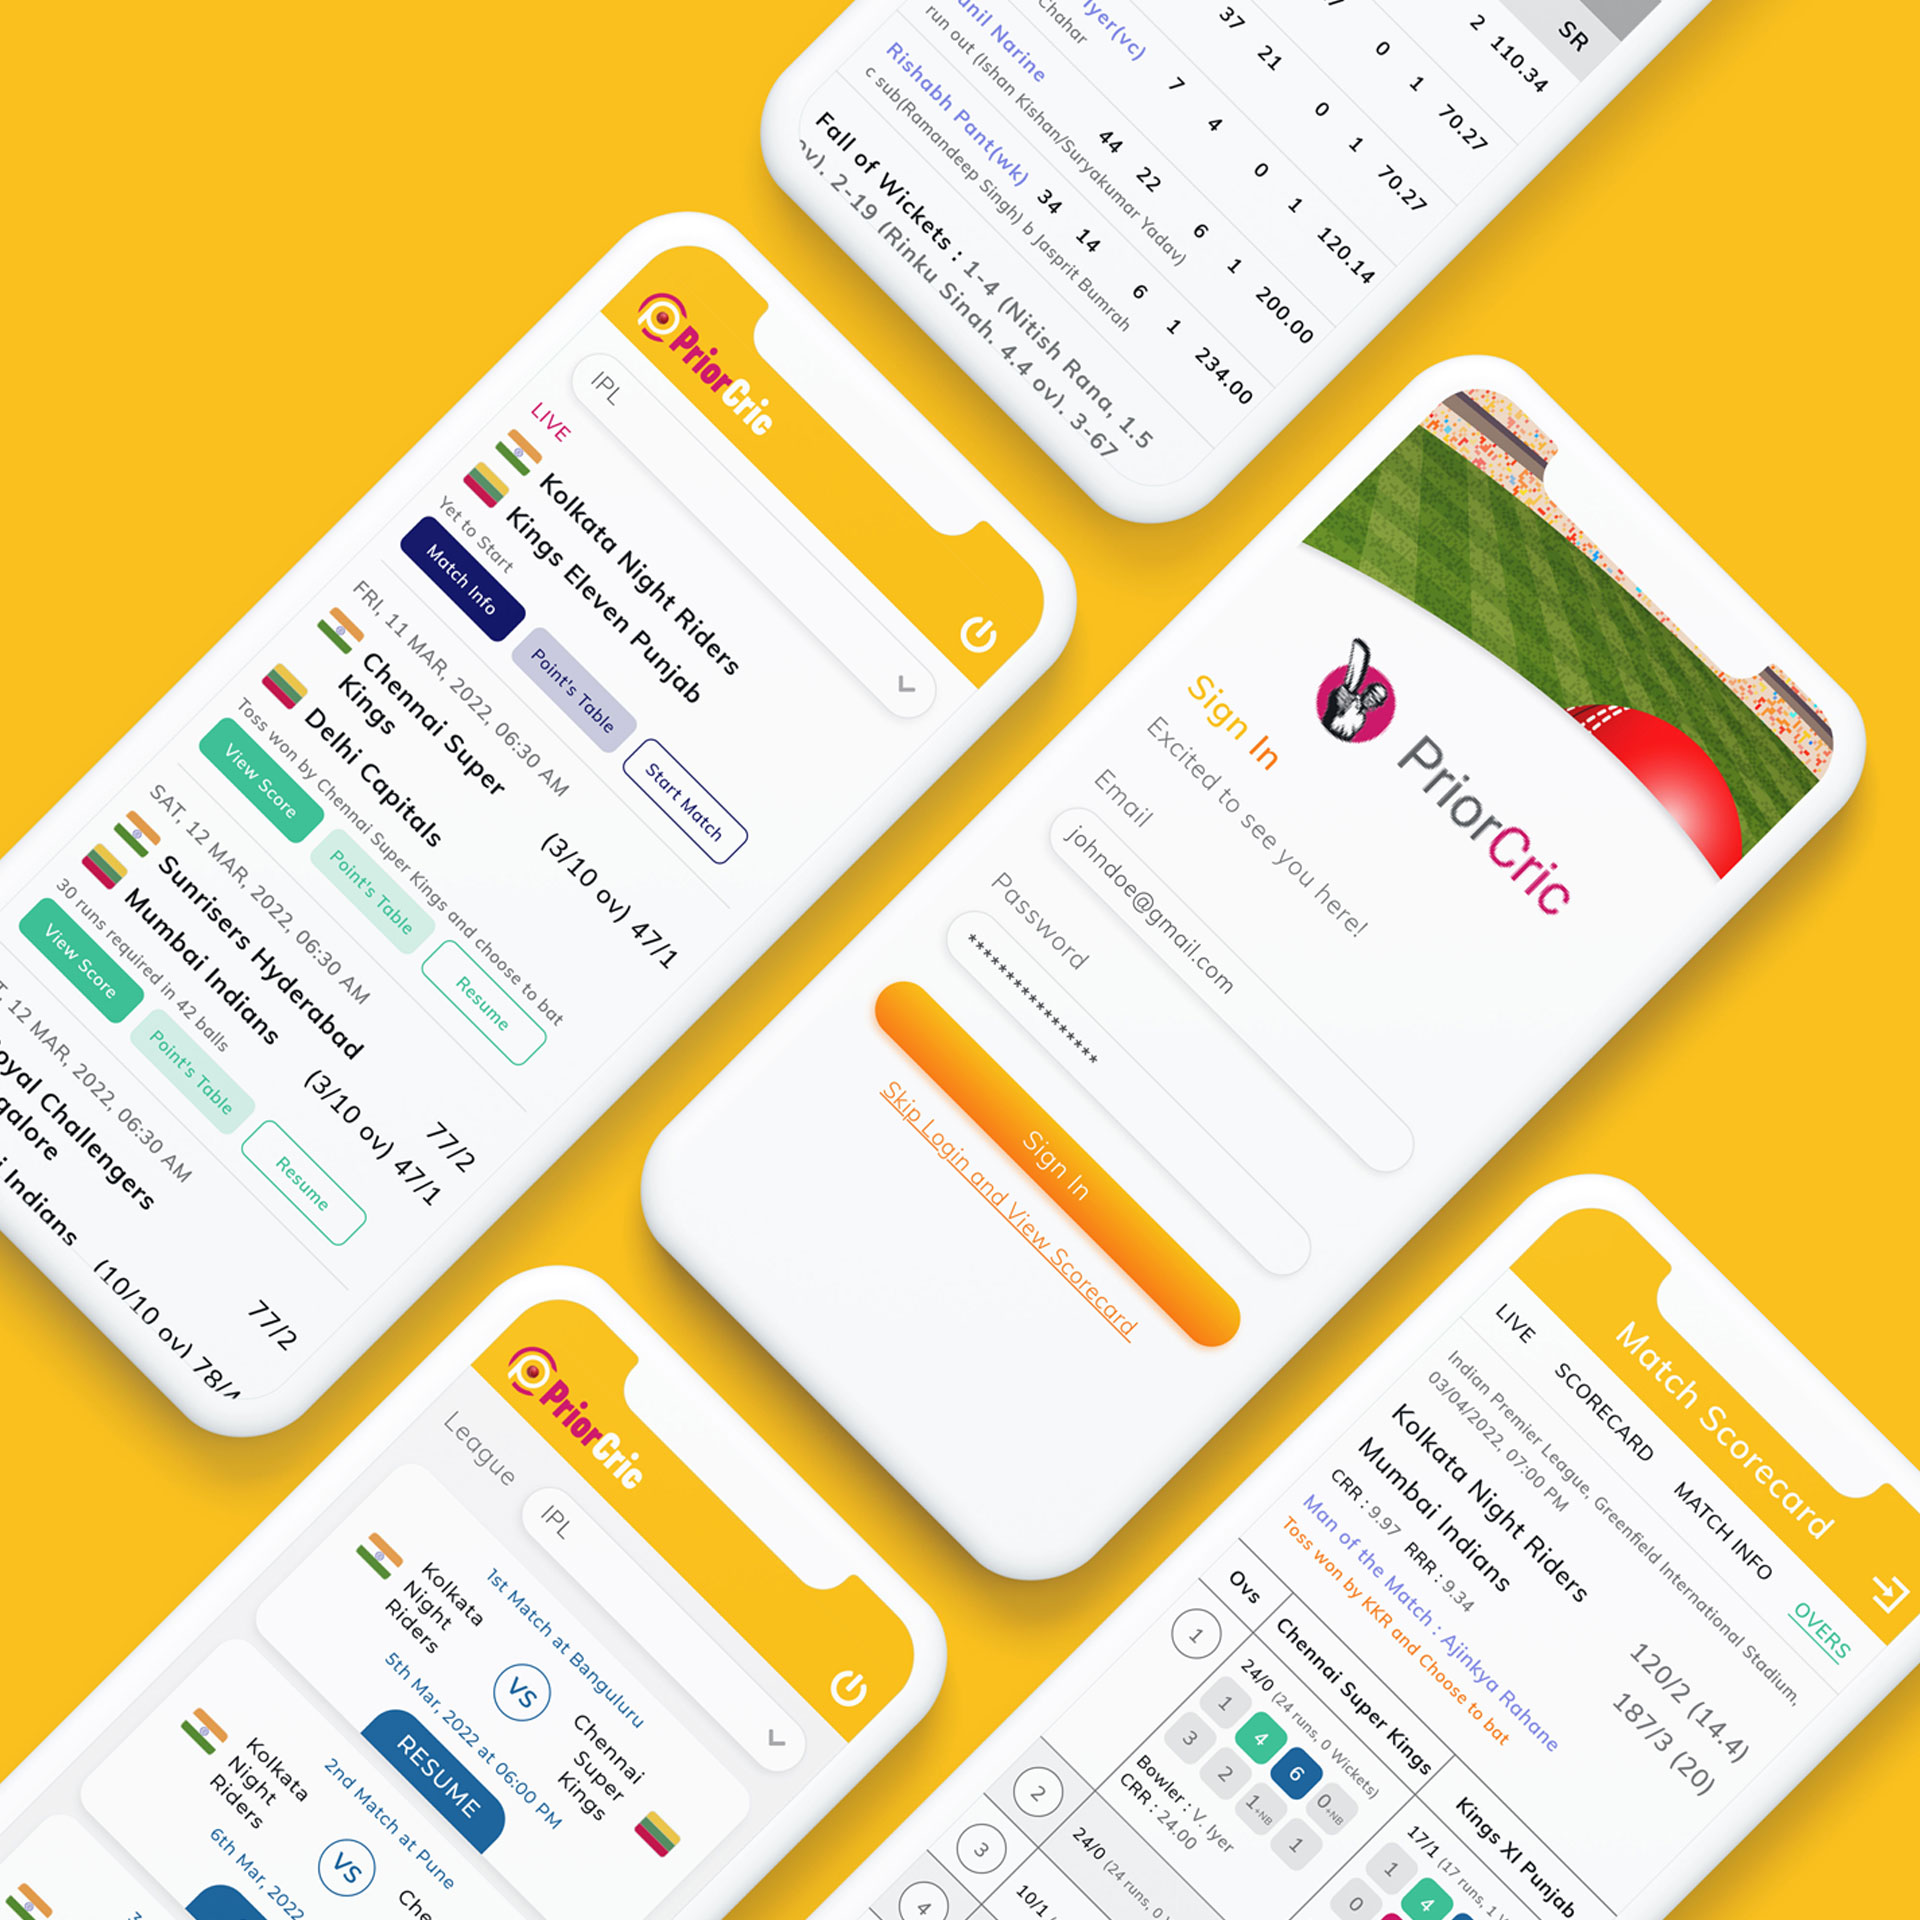 2 110.34
SR
Chahar
37
21
0
1 70.27
Iyer(vc)
7
4
0
1 70.27
Sunil Narine
run out (Ishan Kishan/Suryakumar Yadav)
44 22
0
1 120.14
6 1 200.00
Rishabh Pant(wk)
c sub(Ramandeep Singh) b Jasprit Bumrah
34 14
6 1 234.00
Fall of Wickets : 1-4 (Nitish Rana, 1.5
ov). 2-19 (Rinku Sinah. 4.4 ov). 3-67
PriorCric
IPL
LIVE
Kolkata Night Riders
Kings Eleven Punjab
Yet to Start
Match Info
Point's Table
Start Match
FRI, 11 MAR, 2022, 06:30 AM
Chennai Super
Kings
(3/10 ov) 47/1
Delhi Capitals
Toss won by Chennai Super Kings and choose to bat
View Score
Point's Table
Resume
SAT, 12 MAR, 2022, 06:30 AM
Sunrisers Hyderabad
77/2
Mumbai Indians
(3/10 ov) 47/1
30 runs required in 42 balls
View Score
Point's Table
Resume
12 MAR, 2022, 06:30 AM
Challengers
77/2
Indians
(10/10 ov) 78/4
PriorCric
Sign In
Excited to see you here!
Email
johndoe@gmail.com
Password
****************
Sign In
Skip Login and View Scorecard
PriorCric
League
IPL
1st Match at Banguluru
Kolkata
Night
Riders
VS
Chennai
Super
Kings
5th Mar, 2022 at 06:00 PM
RESUME
2nd Match at Pune
Kolkata
Night
Riders
VS
Che
6th Mar, 2022
Match Scorecard
LIVE
SCORECARD
MATCH INFO
OVERS
Indian Premier League, Greenfield International Stadium,
03/04/2022, 07:00 PM
Kolkata Night Riders
120/2 (14.4)
Mumbai Indians
187/3 (20)
CRR : 9.97 RRR : 9.34
Man of the Match : Ajinkya Rahane
Toss won by KKR and Choose to bat
Ovs
Chennai Super Kings
Kings XI Punjab
1
24/0 (24 runs, 0 Wickets)
1 4 6 0+NB
3 2 1+NB 1
Bowler : V. Iyer
CRR : 24.00
17/1 (17 runs, 1
1 4
0
2
24/0 (24 runs, 0
3
10/1
4